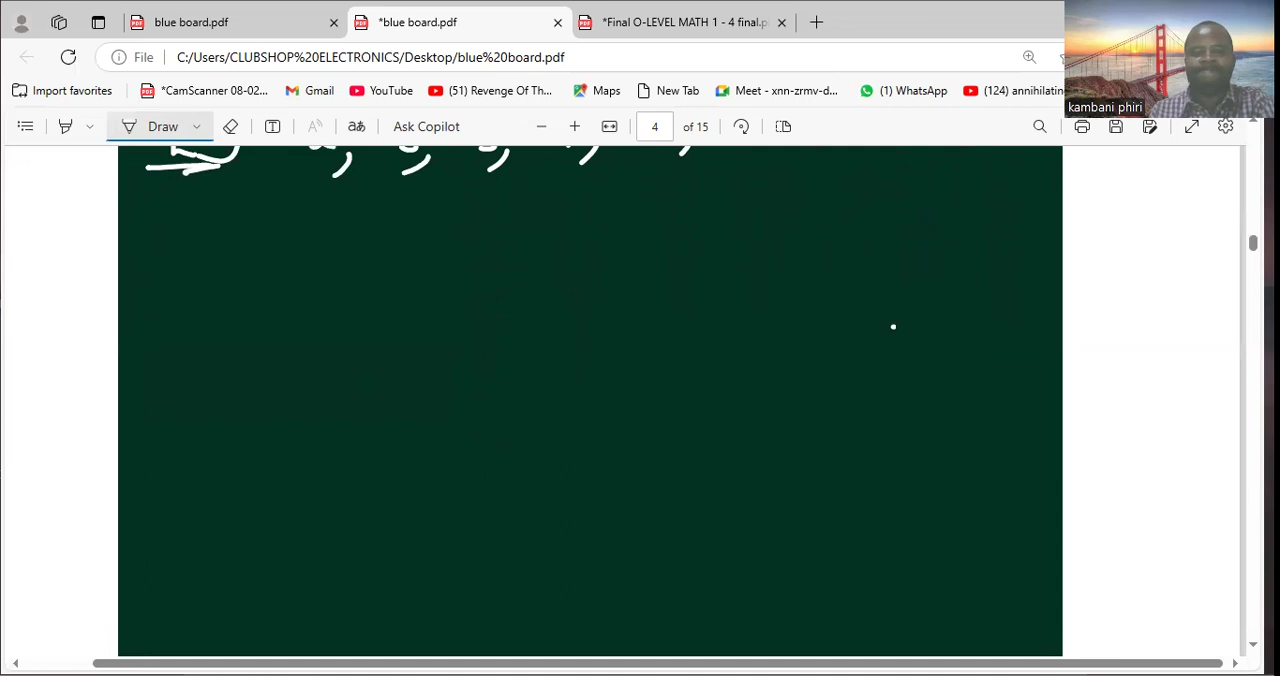 blue board.pdf
*blue board.pdf
*Final O-LEVEL MATH 1 - 4 final.p
File
C:/Users/CLUBSHOP%20ELECTRONICS/Desktop/blue%20board.pdf
kambani phiri
Import favorites
*CamScanner 08-02...
Gmail
YouTube
(51) Revenge Of Th...
Maps
New Tab
Meet - xnn-zrmv-d...
(1) WhatsApp
(124) annihilating
Draw
Ask Copilot
4 of 15